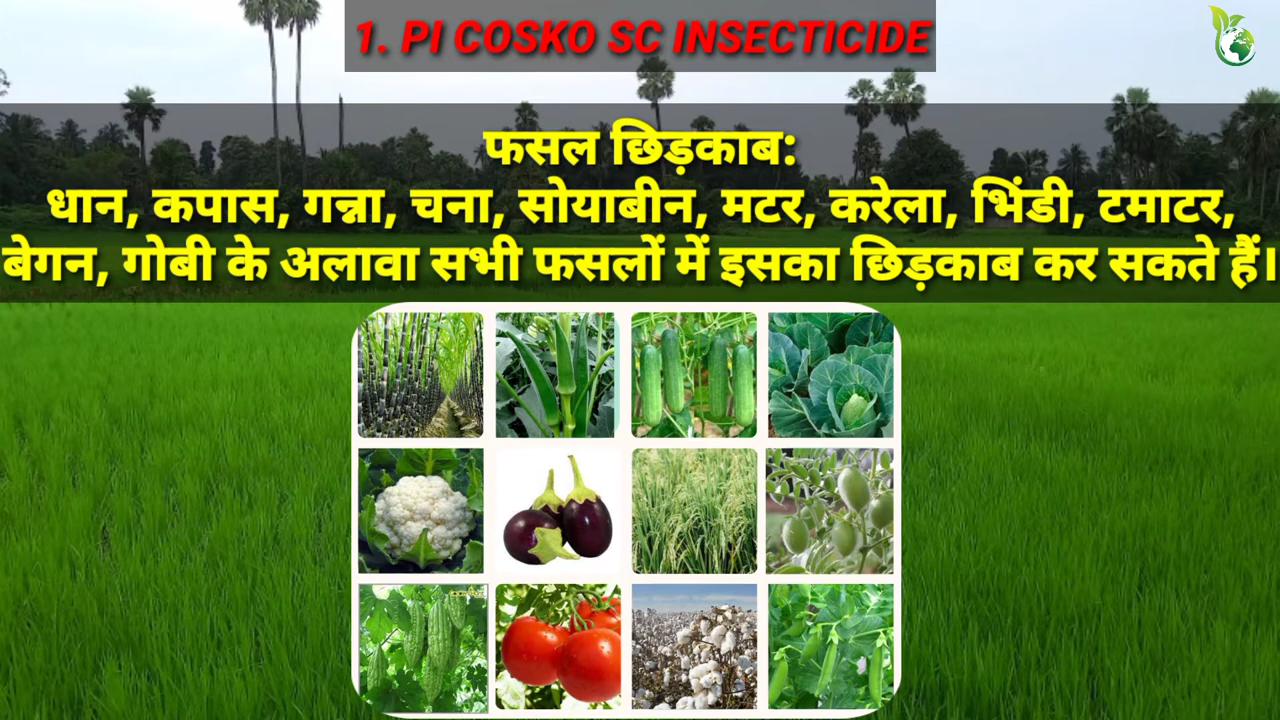 1. PI COSKO SC INSECTICIDE
फसल छिड़काब:
धान, कपास, गन्ना, चना, सोयाबीन, मटर, करेला, भिंडी, टमाटर,
बेगन, गोबी के अलावा सभी फसलों में इसका छिड़काब कर सकते हैं।